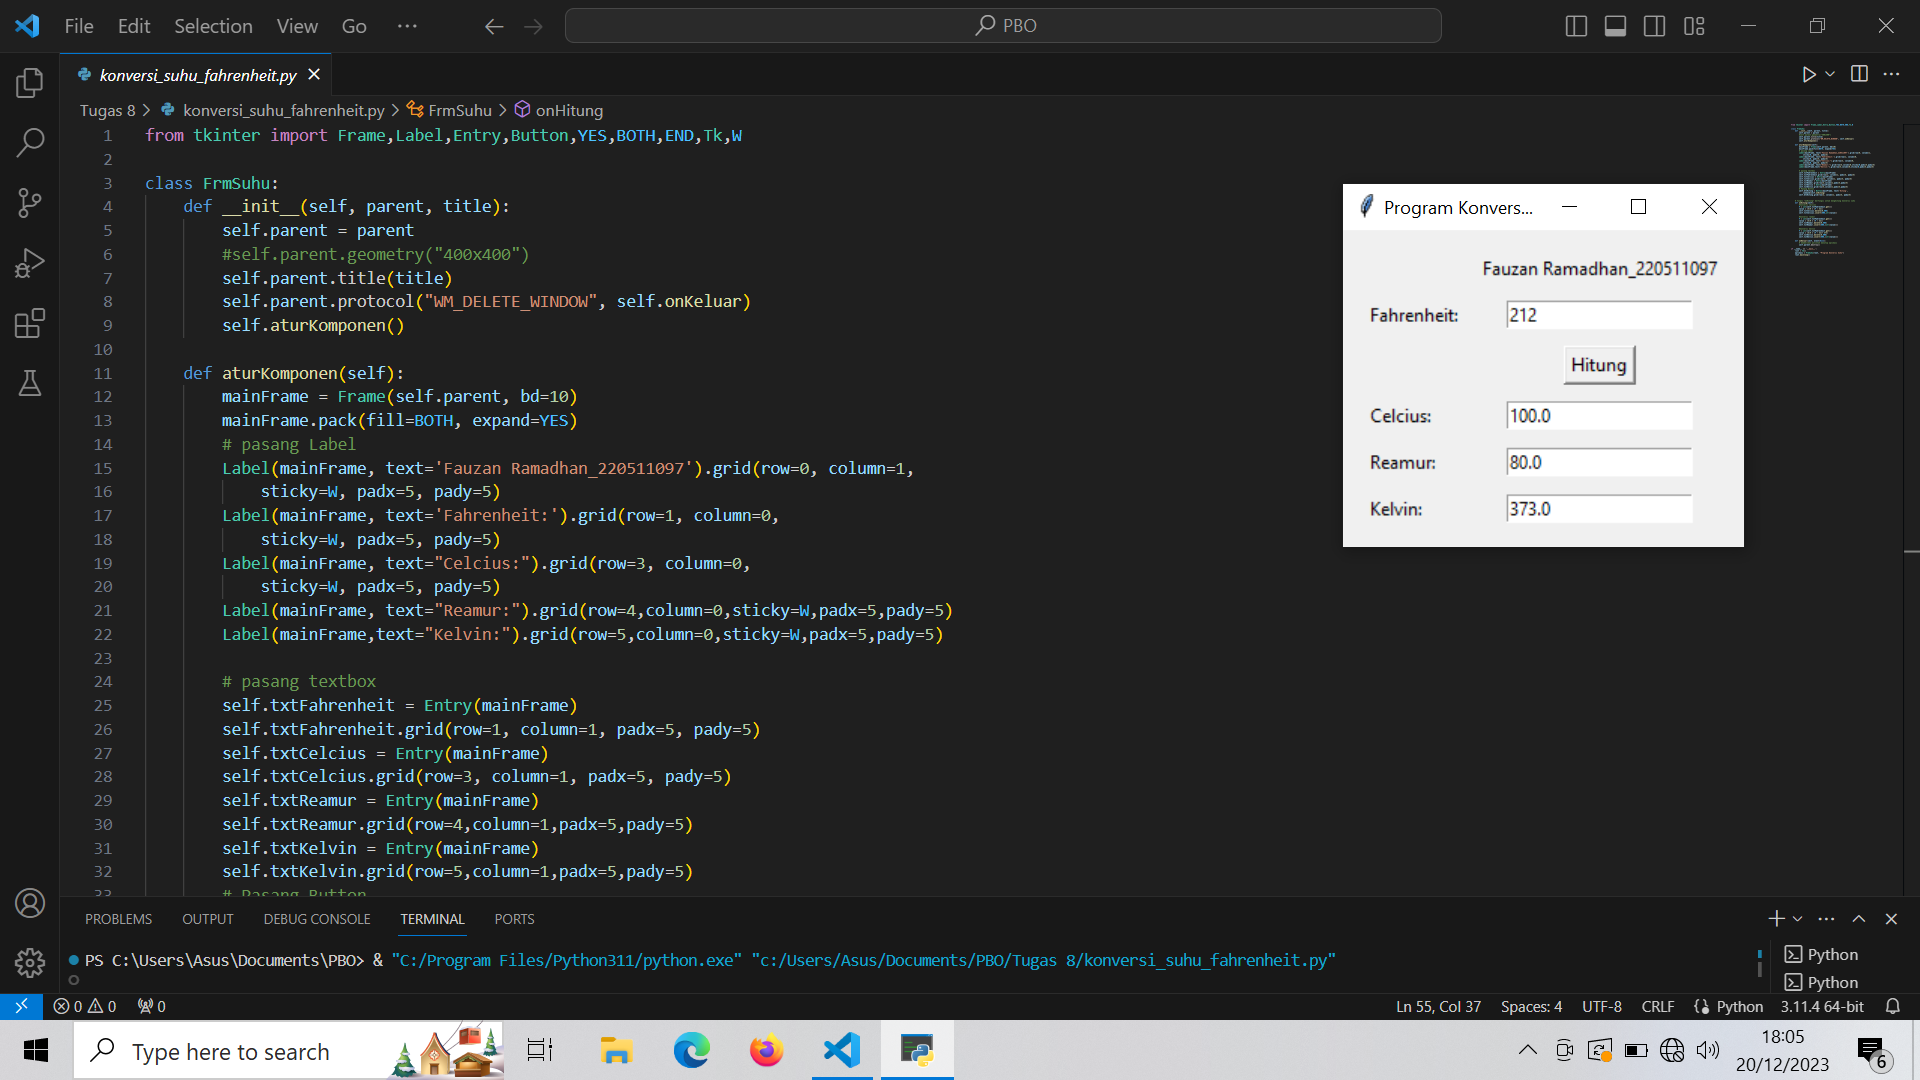 File Edit Selection View Go ··· PBO
konversi_suhu_fahrenheit.py
Tugas 8 > konversi_suhu_fahrenheit.py > FrmSuhu > onHitung
1 from tkinter import Frame,Label,Entry,Button,YES,BOTH,END,Tk,W
2
3 class FrmSuhu:
4 def __init__(self, parent, title):
5 self.parent = parent
6 #self.parent.geometry("400x400")
7 self.parent.title(title)
8 self.parent.protocol("WM_DELETE_WINDOW", self.onKeluar)
9 self.aturKomponen()
10
11 def aturKomponen(self):
12 mainFrame = Frame(self.parent, bd=10)
13 mainFrame.pack(fill=BOTH, expand=YES)
14 # pasang Label
15 Label(mainFrame, text='Fauzan Ramadhan_220511097').grid(row=0, column=1,
16 sticky=W, padx=5, pady=5)
17 Label(mainFrame, text='Fahrenheit:').grid(row=1, column=0,
18 sticky=W, padx=5, pady=5)
19 Label(mainFrame, text="Celcius:").grid(row=3, column=0,
20 sticky=W, padx=5, pady=5)
21 Label(mainFrame, text="Reamur:").grid(row=4,column=0,sticky=W,padx=5,pady=5)
22 Label(mainFrame,text="Kelvin:").grid(row=5,column=0,sticky=W,padx=5,pady=5)
23
24 # pasang textbox
25 self.txtFahrenheit = Entry(mainFrame)
26 self.txtFahrenheit.grid(row=1, column=1, padx=5, pady=5)
27 self.txtCelcius = Entry(mainFrame)
28 self.txtCelcius.grid(row=3, column=1, padx=5, pady=5)
29 self.txtReamur = Entry(mainFrame)
30 self.txtReamur.grid(row=4,column=1,padx=5,pady=5)
31 self.txtKelvin = Entry(mainFrame)
32 self.txtKelvin.grid(row=5,column=1,padx=5,pady=5)
33 # Pasang Button
Program Konvers...
Fauzan Ramadhan_220511097
Fahrenheit: 212
Hitung
Celcius: 100.0
Reamur: 80.0
Kelvin: 373.0
PROBLEMS OUTPUT DEBUG CONSOLE TERMINAL PORTS
PS C:\Users\Asus\Documents\PBO> & "C:/Program Files/Python311/python.exe" "c:/Users/Asus/Documents/PBO/Tugas 8/konversi_suhu_fahrenheit.py"
Python
Python
0 0 0 Ln 55, Col 37 Spaces: 4 UTF-8 CRLF Python 3.11.4 64-bit
Type here to search
18:05
20/12/2023
6